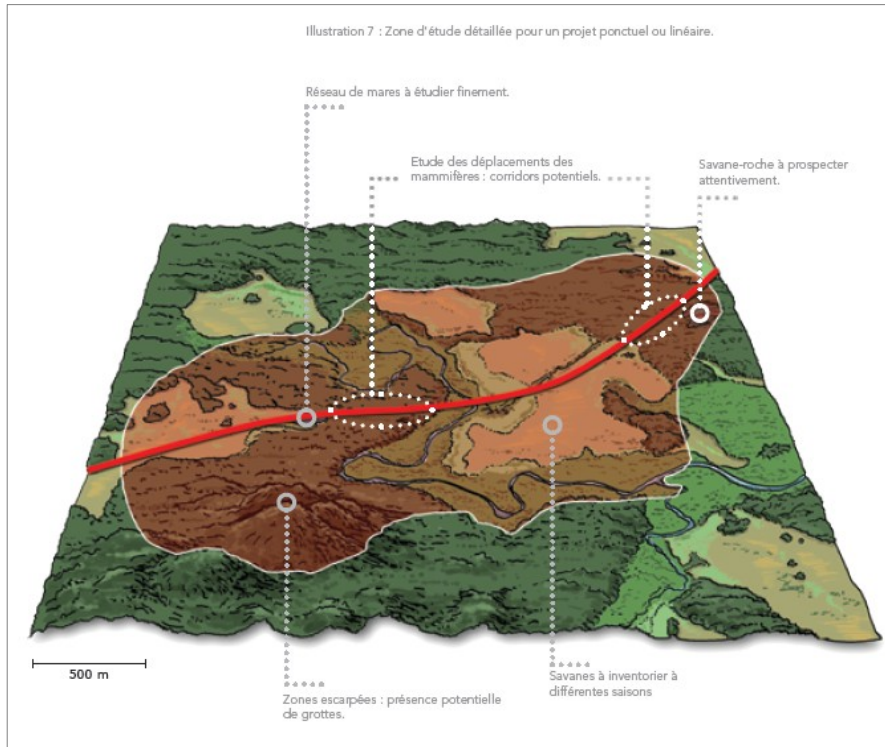 Illustration 7 : Zone d'étude détaillée pour un projet ponctuel ou linéaire.
Réseau de mares à étudier finement.
Etude des déplacements des
mammifères : corridors potentiels.
Savane-roche à prospecter
attentivement.
500 m
Zones escarpées : présence potentielle
de grottes.
Savanes à inventorier à
différentes saisons